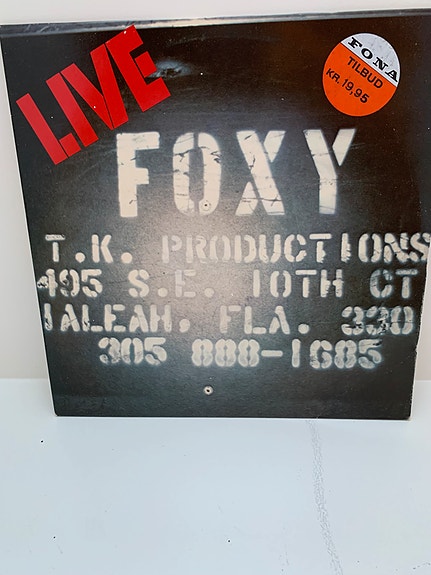 LIVE
FONA
TILBUD
KR. 19,95
FOXY
T.K. PRODUCTIONS
495 S.E. 10TH CT
IALEAH, FLA. 330
305 888-1685